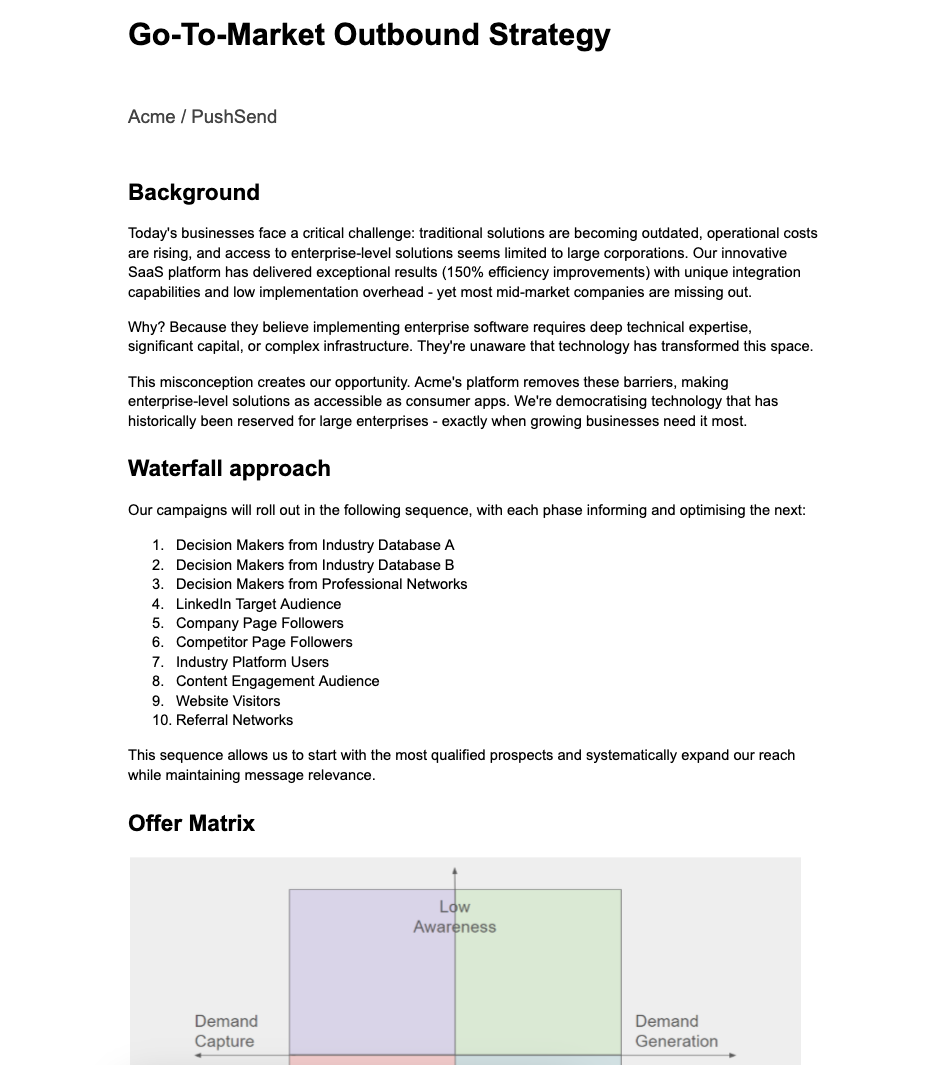 Go-To-Market Outbound Strategy
Acme / PushSend
Background
Today's businesses face a critical challenge: traditional solutions are becoming outdated, operational costs
are rising, and access to enterprise-level solutions seems limited to large corporations. Our innovative
SaaS platform has delivered exceptional results (150% efficiency improvements) with unique integration
capabilities and low implementation overhead - yet most mid-market companies are missing out.
Why? Because they believe implementing enterprise software requires deep technical expertise,
significant capital, or complex infrastructure. They're unaware that technology has transformed this space.
This misconception creates our opportunity. Acme's platform removes these barriers, making
enterprise-level solutions as accessible as consumer apps. We're democratising technology that has
historically been reserved for large enterprises - exactly when growing businesses need it most.
Waterfall approach
Our campaigns will roll out in the following sequence, with each phase informing and optimising the next:
1. Decision Makers from Industry Database A
2. Decision Makers from Industry Database B
3. Decision Makers from Professional Networks
4. LinkedIn Target Audience
5. Company Page Followers
6. Competitor Page Followers
7. Industry Platform Users
8. Content Engagement Audience
9. Website Visitors
10. Referral Networks
This sequence allows us to start with the most qualified prospects and systematically expand our reach
while maintaining message relevance.
Offer Matrix
Low
Awareness
Demand
Capture
Demand
Generation